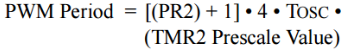 PWM Period = [(PR2) + 1] • 4 • TOSC •
(TMR2 Prescale Value)